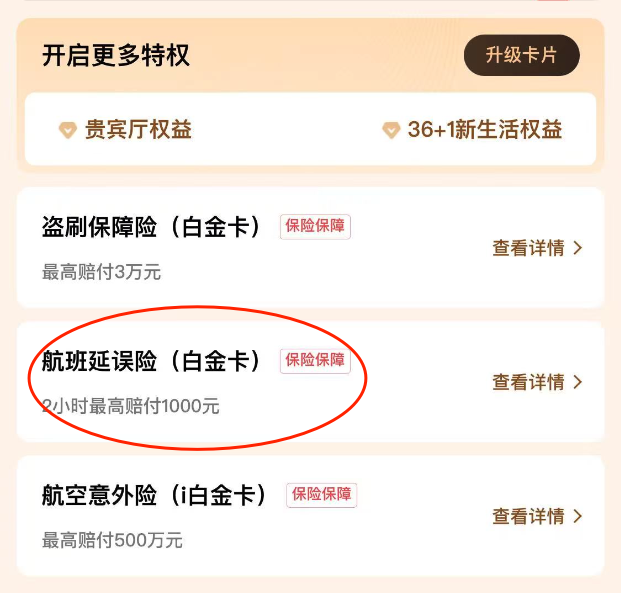 开启更多特权
升级卡片
贵宾厅权益
36+1新生活权益
盗刷保障险（白金卡） 保险保障
查看详情
最高赔付3万元
航班延误险（白金卡） 保险保障
查看详情
2小时最高赔付1000元
航空意外险（i白金卡） 保险保障
查看详情
最高赔付500万元